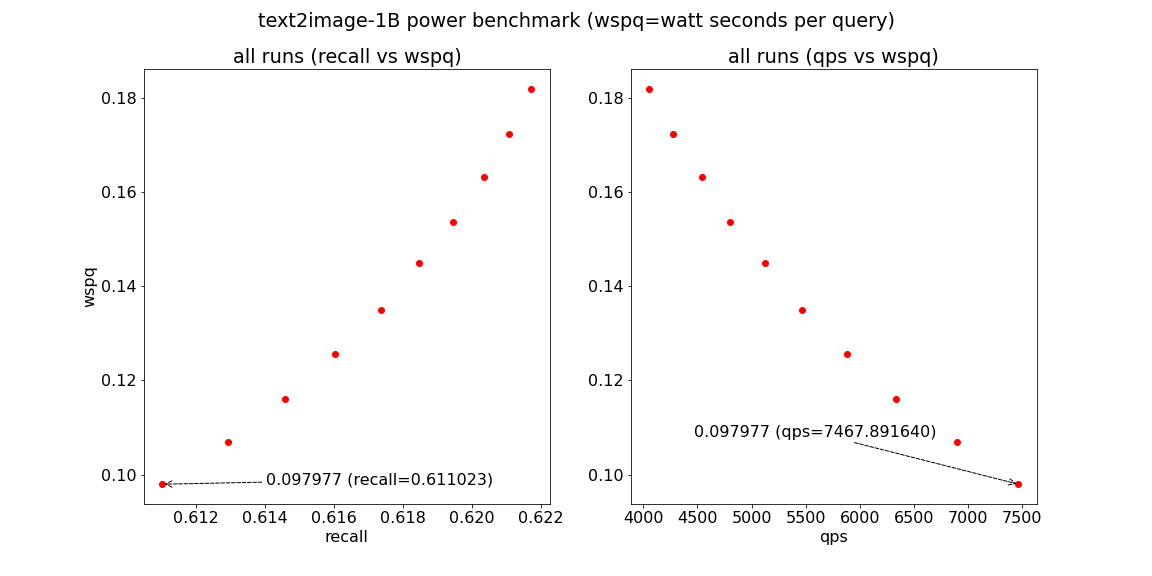 text2image-1B power benchmark (wspq=watt seconds per query)
all runs (recall vs wspq)
wspq
0.18
0.16
0.14
0.12
0.10
0.097977 (recall=0.611023)
0.612 0.614 0.616 0.618 0.620 0.622
recall
all runs (qps vs wspq)
0.18
0.16
0.14
0.12
0.10
0.097977 (qps=7467.891640)
4000 4500 5000 5500 6000 6500 7000 7500
qps